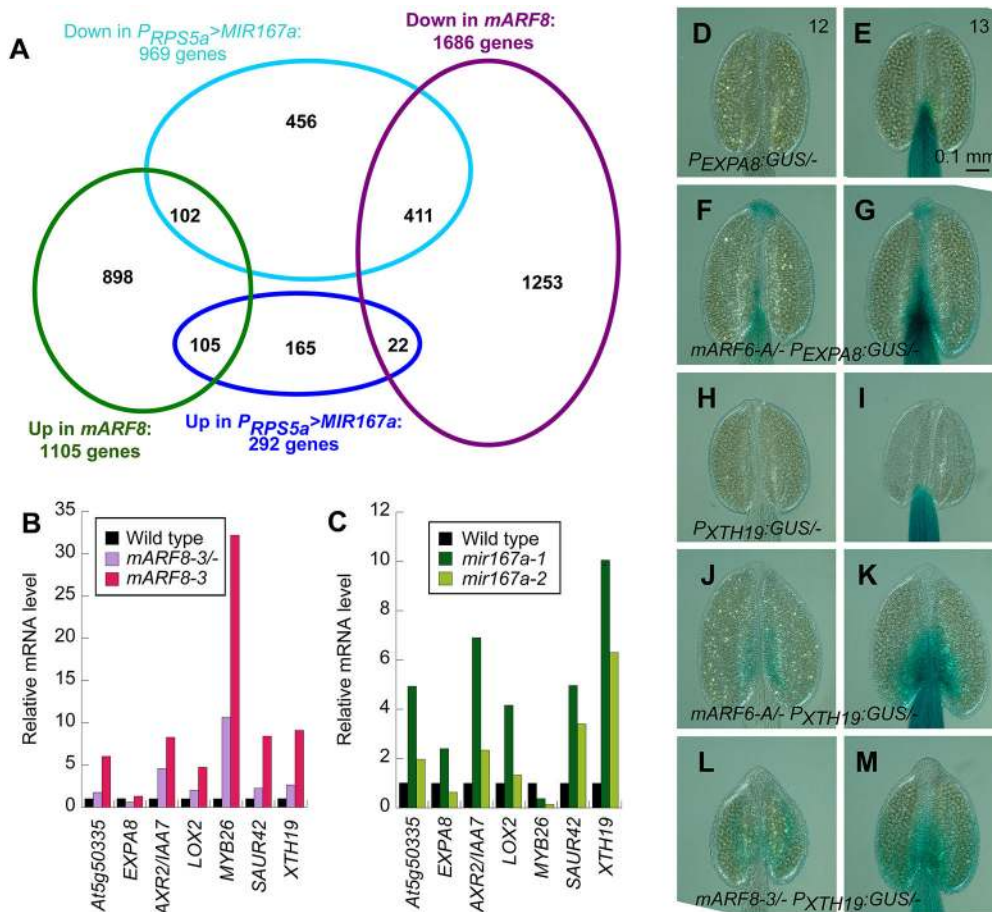 A
Down in PRPS5a>MIR167a:
969 genes
Down in mARF8:
1686 genes
456
102
411
898
1253
105
165
22
Up in mARF8:
1105 genes
Up in PRPS5a>MIR167a:
292 genes
B
Relative mRNA level
35
30
25
20
15
10
5
0
Wild type
mARF8-3/-
mARF8-3
At5g50335
EXPA8
AXR2/IAA7
LOX2
MYB26
SAUR42
XTH19
C
Relative mRNA level
12
10
8
6
4
2
0
Wild type
mir167a-1
mir167a-2
At5g50335
EXPA8
AXR2/IAA7
LOX2
MYB26
SAUR42
XTH19
D 12
E 13
PEXPA8:GUS/-
0.1 mm
F
G
mARF6-A/- PEXPA8:GUS/-
H
I
PXTH19:GUS/-
J
K
mARF6-A/- PXTH19:GUS/-
L
M
mARF8-3/- PXTH19:GUS/-